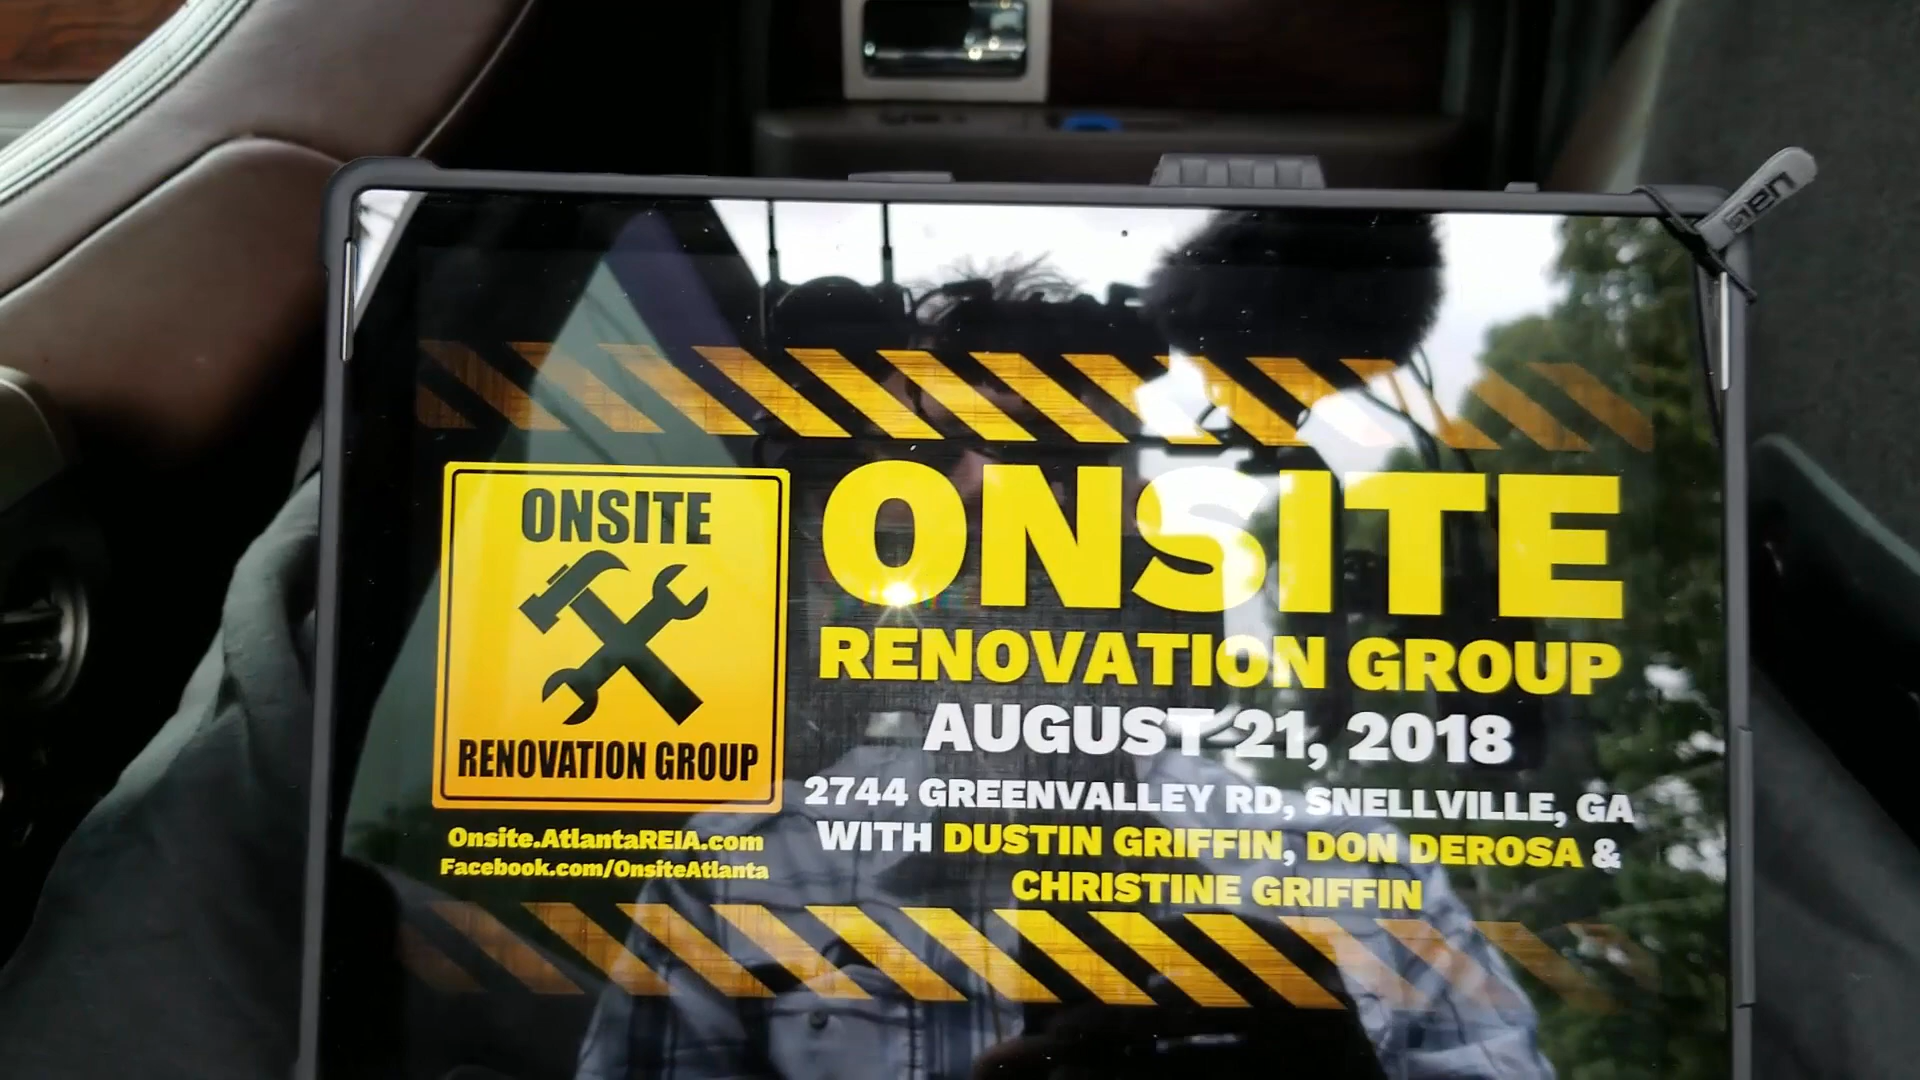 ONSITE
RENOVATION GROUP
Onsite.AtlantaREIA.com
Facebook.com/OnsiteAtlanta
ONSITE
RENOVATION GROUP
AUGUST 21, 2018
2744 GREENVALLEY RD, SNELLVILLE, GA
WITH DUSTIN GRIFFIN, DON DEROSA &
CHRISTINE GRIFFIN